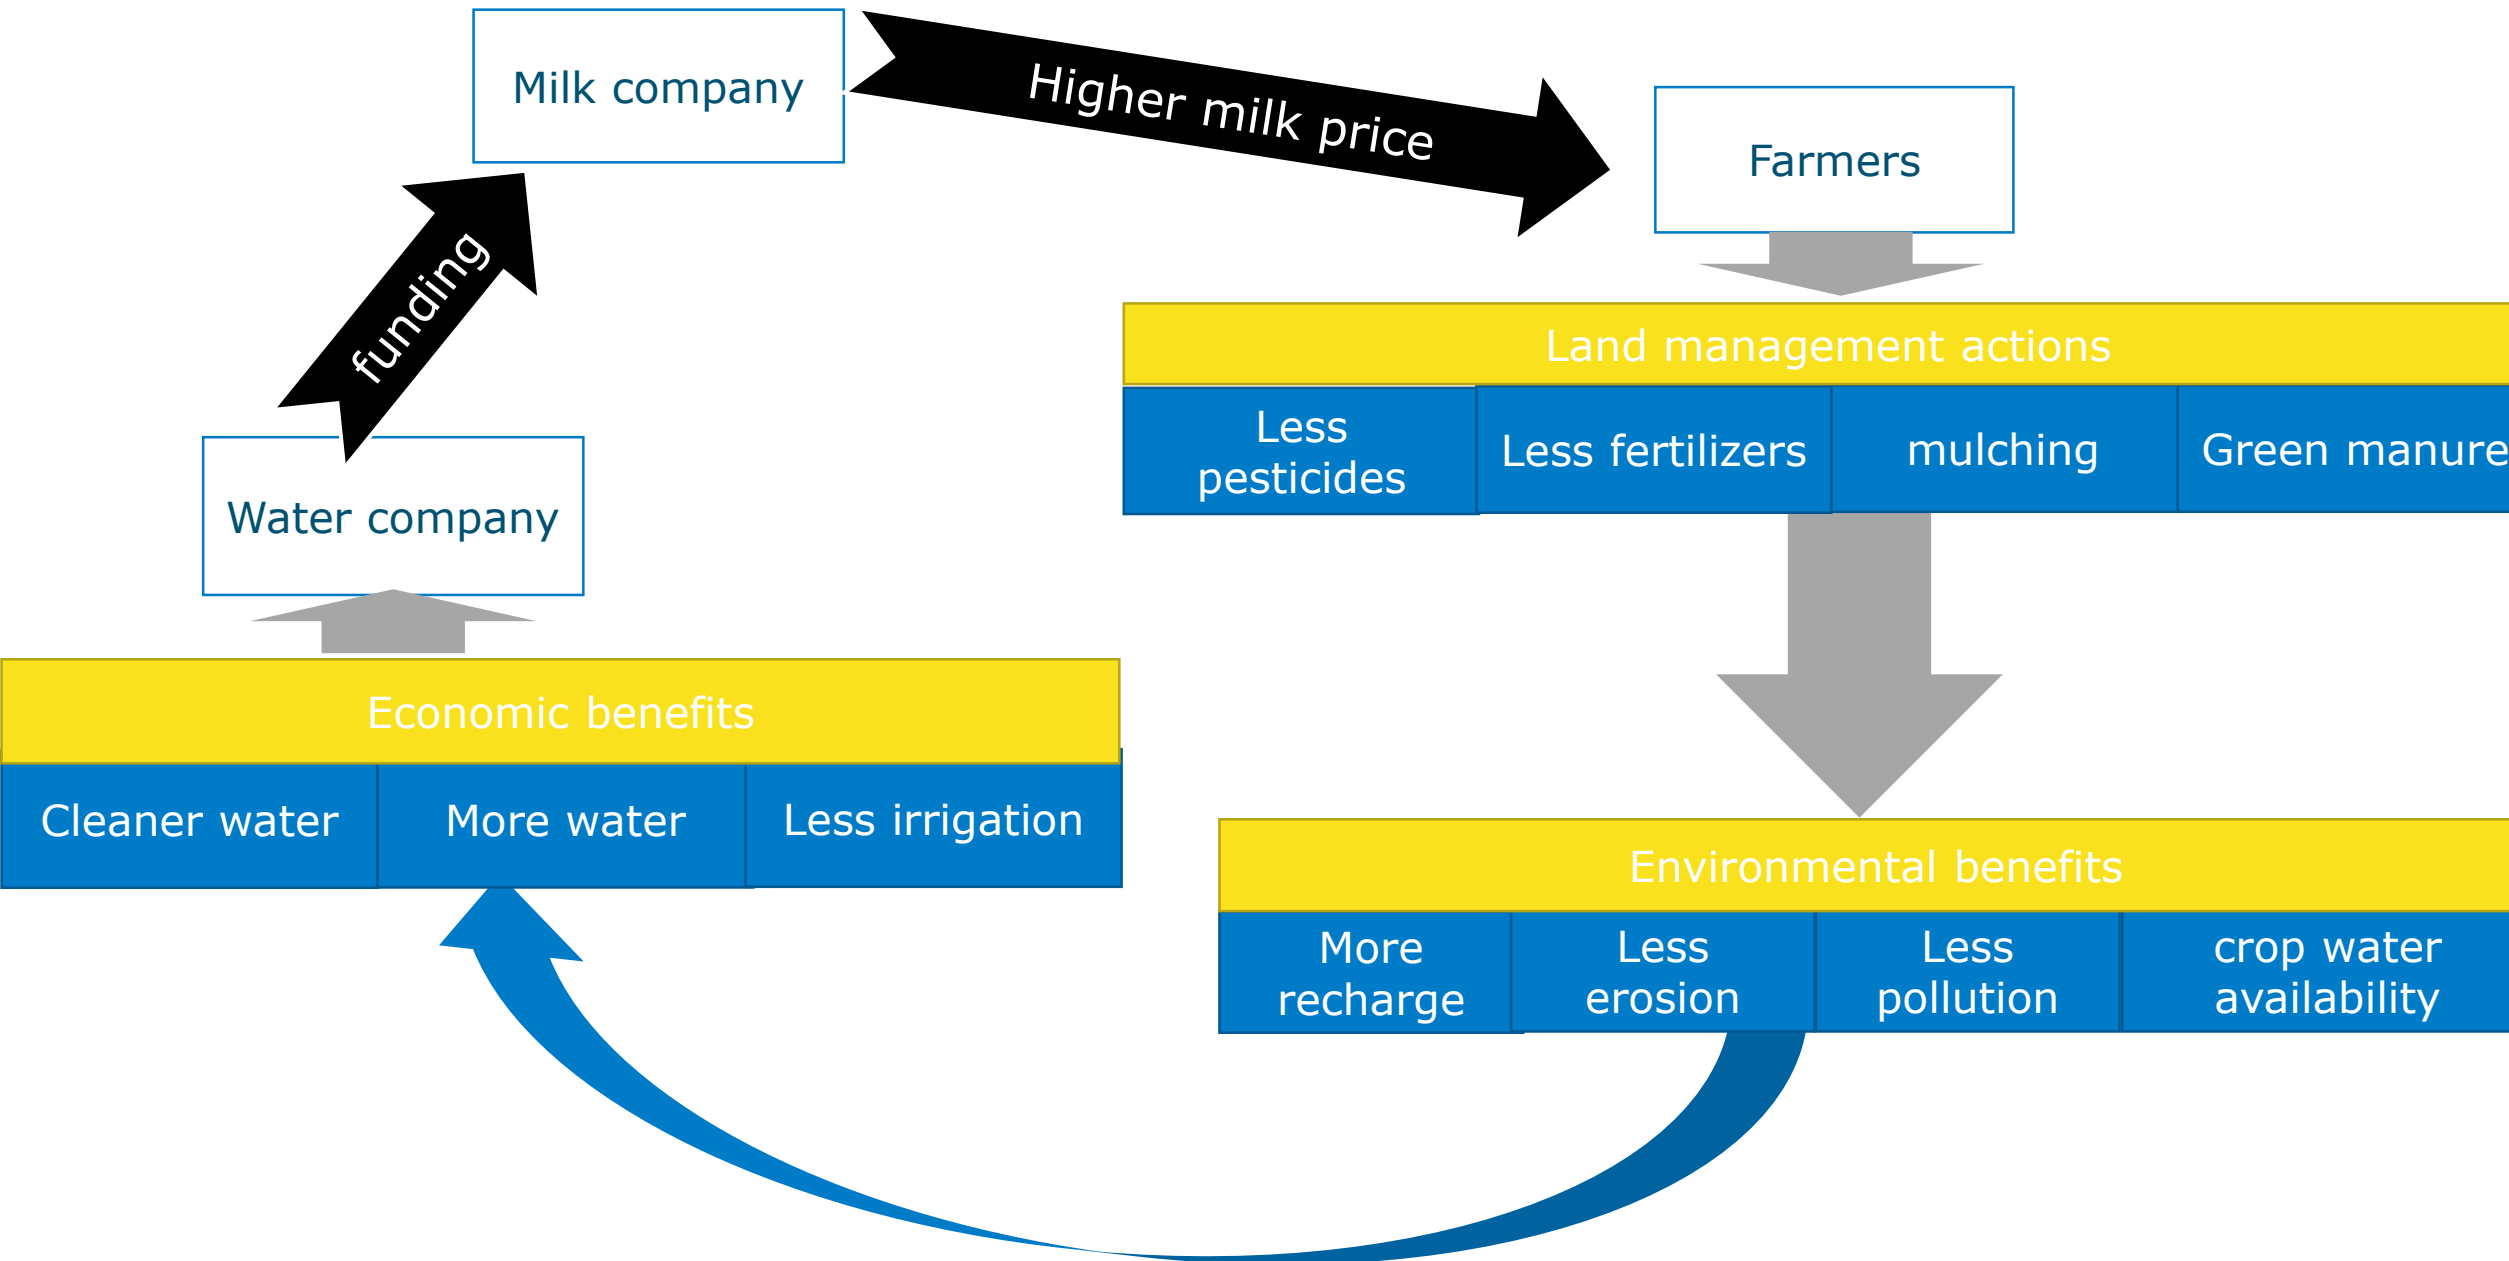 Milk company
Higher milk price
Farmers
funding
Land management actions
Less
pesticides
Less fertilizers
mulching
Green manure
Water company
Economic benefits
Cleaner water
More water
Less irrigation
Environmental benefits
More
recharge
Less
erosion
Less
pollution
crop water
availability